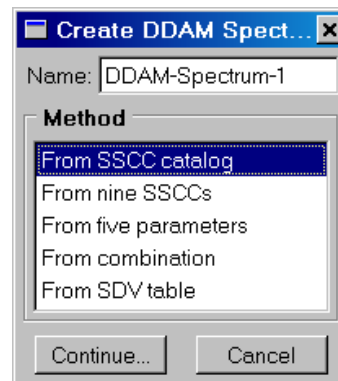 Create DDAM Spect...
Name: DDAM-Spectrum-1
Method
From SSCC catalog
From nine SSCCs
From five parameters
From combination
From SDV table
Continue... Cancel